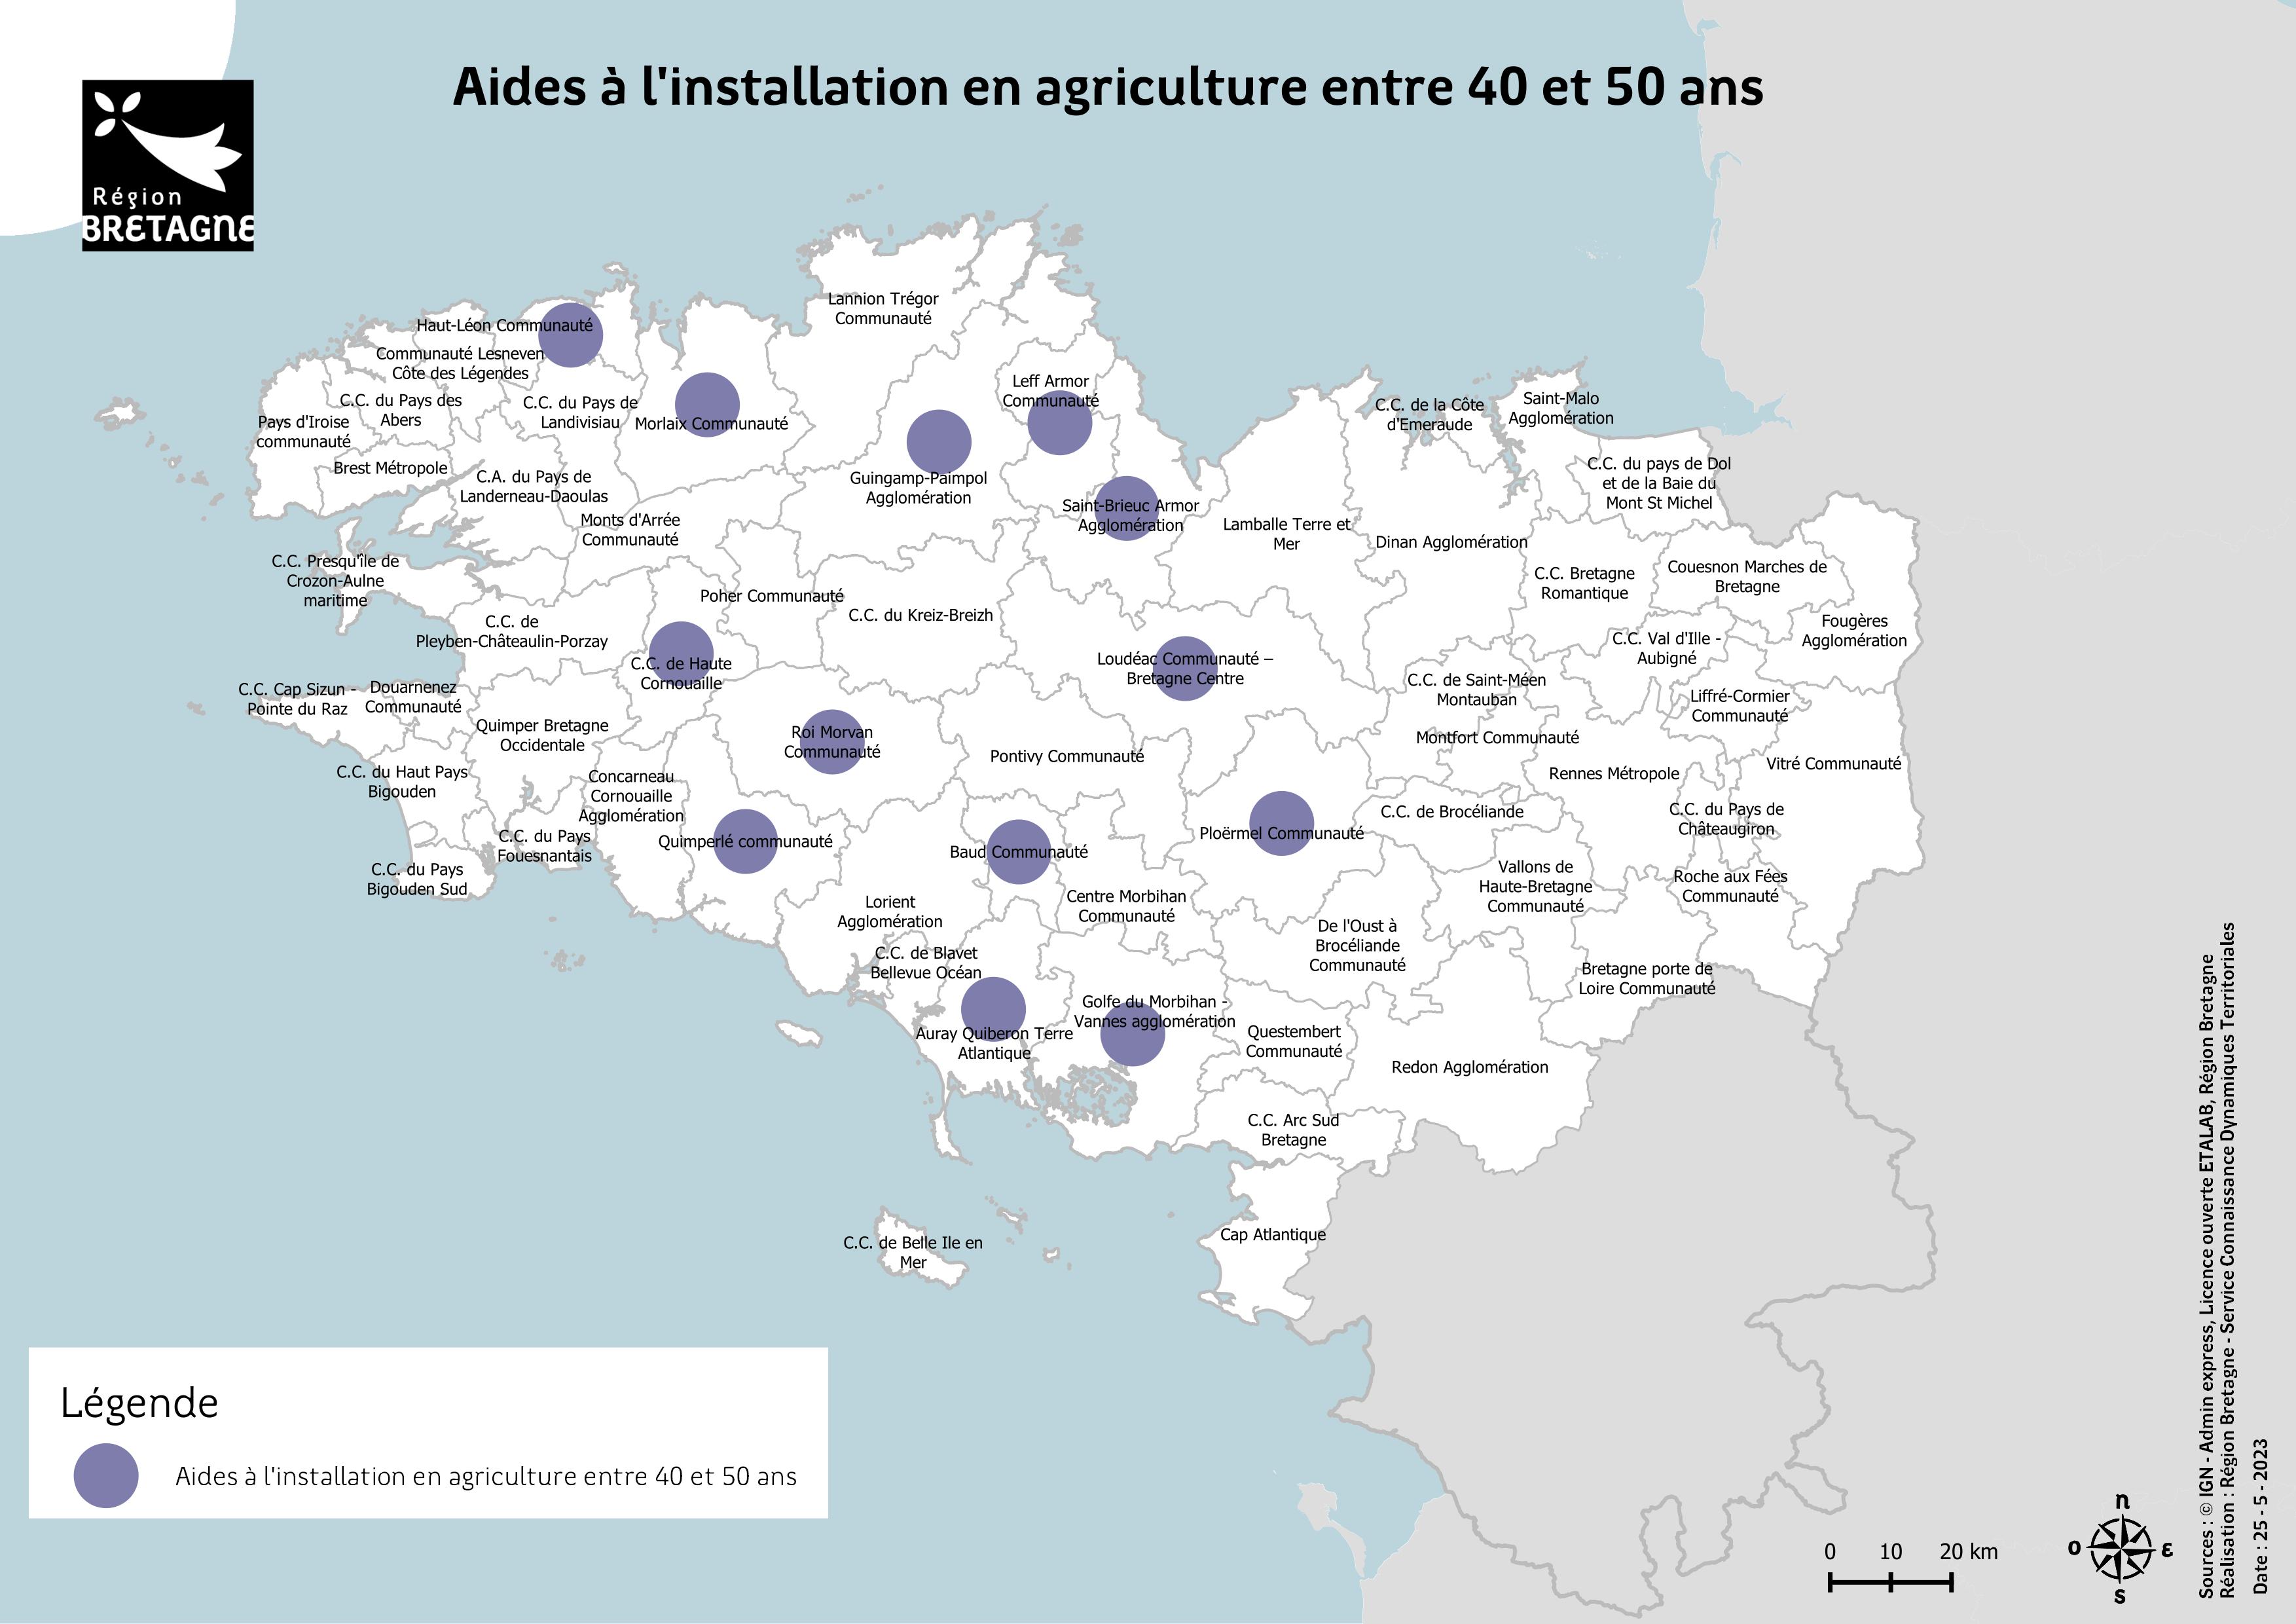 Aides à l'installation en agriculture entre 40 et 50 ans
Région
BRETAGNE
Lannion Trégor
Communauté
Haut-Léon Communauté
Communauté Lesneven
Côte des Légendes
C.C. du Pays des
Abers
Pays d'Iroise
communauté
C.C. du Pays de
Landivisiau
Morlaix Communauté
Leff Armor
Communauté
C.C. de la Côte
d'Emeraude
Saint-Malo
Agglomération
Brest Métropole
C.A. du Pays de
Landerneau-Daoulas
Guingamp-Paimpol
Agglomération
C.C. du pays de Dol
et de la Baie du
Mont St Michel
Saint-Brieuc Armor
Agglomération
Monts d'Arrée
Communauté
Lamballe Terre et
Mer
Dinan Agglomération
C.C. Presqu'île de
Crozon-Aulne
maritime
Poher Communauté
C.C. du Kreiz-Breizh
C.C. Bretagne
Romantique
Couesnon Marches de
Bretagne
C.C. de
Pleyben-Châteaulin-Porzay
Fougères
Agglomération
C.C. Val d'Ille -
Aubigné
C.C. de Haute
Cornouaille
Loudéac Communauté –
Bretagne Centre
C.C. de Saint-Méen
Montauban
C.C. Cap Sizun -
Pointe du Raz
Douarnenez
Communauté
Liffré-Cormier
Communauté
Quimper Bretagne
Occidentale
Roi Morvan
Communauté
Montfort Communauté
Pontivy Communauté
Vitré Communauté
Rennes Métropole
C.C. du Haut Pays
Bigouden
Concarneau
Cornouaille
Agglomération
C.C. de Brocéliande
C.C. du Pays de
Châteaugiron
Quimperlé communauté
Ploërmel Communauté
C.C. du Pays
Fouesnantais
Baud Communauté
C.C. du Pays
Bigouden Sud
Vallons de
Haute-Bretagne
Communauté
Roche aux Fées
Communauté
Lorient
Agglomération
Centre Morbihan
Communauté
De l'Oust à
Brocéliande
Communauté
C.C. de Blavet
Bellevue Océan
Bretagne porte de
Loire Communauté
Golfe du Morbihan -
Vannes agglomération
Auray Quiberon Terre
Atlantique
Questembert
Communauté
Redon Agglomération
C.C. Arc Sud
Bretagne
Cap Atlantique
C.C. de Belle Ile en
Mer
Légende
Aides à l'installation en agriculture entre 40 et 50 ans
0 10 20 km
n
o ε
s
Sources : © IGN - Admin express, Licence ouverte ETALAB, Région Bretagne
Réalisation : Région Bretagne - Service Connaissance Dynamiques Territoriales
Date : 25 - 5 - 2023